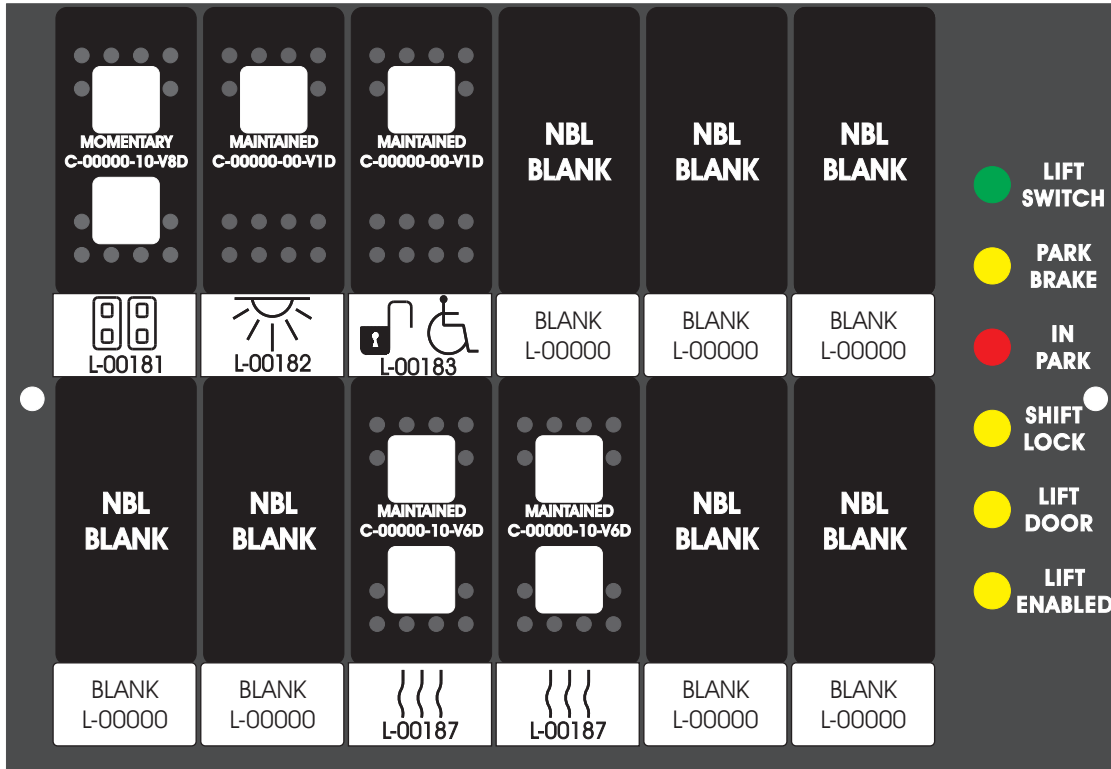 MOMENTARY
C-00000-10-V8D
MAINTAINED
C-00000-00-V1D
MAINTAINED
C-00000-00-V1D
NBL
BLANK
NBL
BLANK
NBL
BLANK
L-00181
L-00182
L-00183
BLANK
L-00000
BLANK
L-00000
BLANK
L-00000
NBL
BLANK
NBL
BLANK
MAINTAINED
C-00000-10-V6D
MAINTAINED
C-00000-10-V6D
NBL
BLANK
NBL
BLANK
BLANK
L-00000
BLANK
L-00000
L-00187
L-00187
BLANK
L-00000
BLANK
L-00000
LIFT
SWITCH
PARK
BRAKE
IN
PARK
SHIFT
LOCK
LIFT
DOOR
LIFT
ENABLED